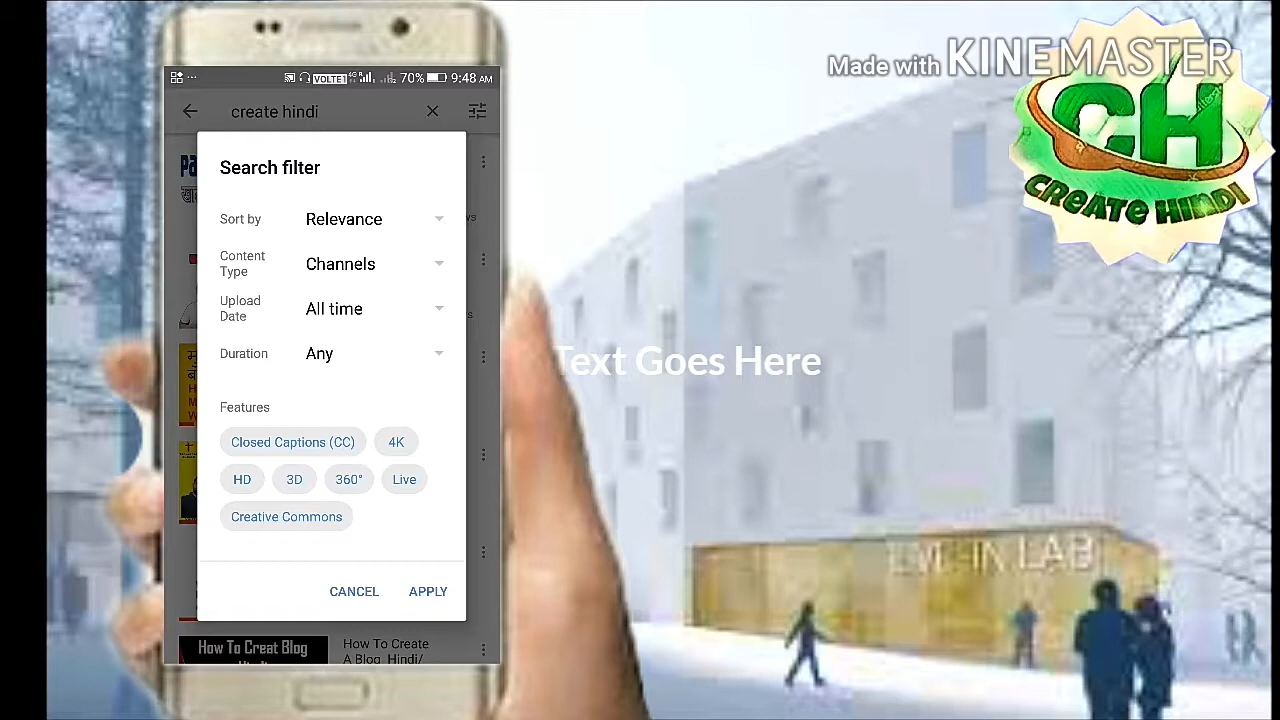 Made with KINEMASTER
CH
CREATE HINDI
VOLTE1 4G 70% 9:48 AM
create hindi
Search filter
Sort by Relevance
Content Type Channels
Upload Date All time
Duration Any
Features
Closed Captions (CC) 4K
HD 3D 360° Live
Creative Commons
CANCEL APPLY
How To Creat Blog
How To Create
A Blog Hindi/
Text Goes Here
LIVE-IN LAB